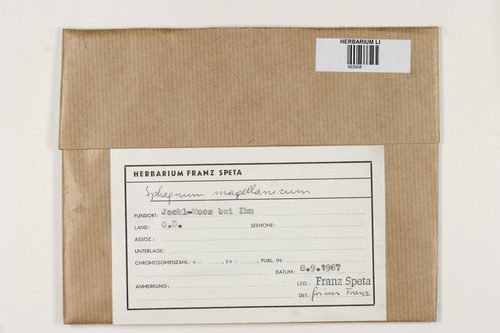 HERBARIUM LI
HERBARIUM FRANZ SPETA
Sphagnum magellanicum
FUNDORT: Jackl-Moos bei Ibm
LAND: O.Ö. SEEHÖHE:
ASSOZ.:
UNTERLAGE:
CHROMOSOMENZAHL: n , 2n , PUBL. IN:
DATUM: 8.9.1967
ANMERKUNG: LEG.: Franz Speta
DET.: Franz